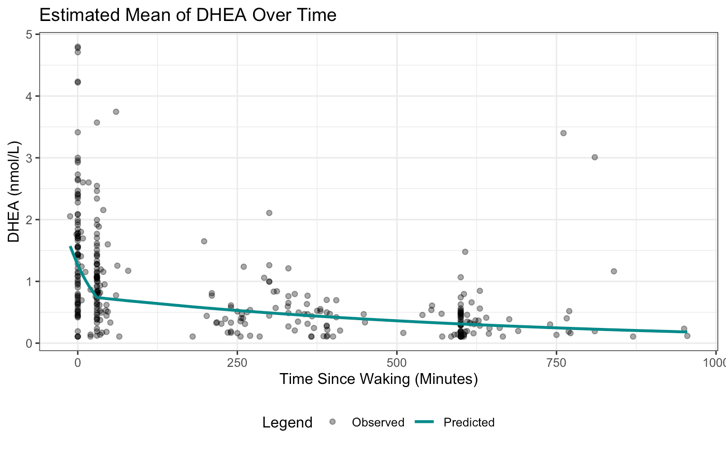 Estimated Mean of DHEA Over Time
5
4
3
2
1
0
DHEA (nmol/L)
0 250 500 750 1000
Time Since Waking (Minutes)
Legend Observed Predicted